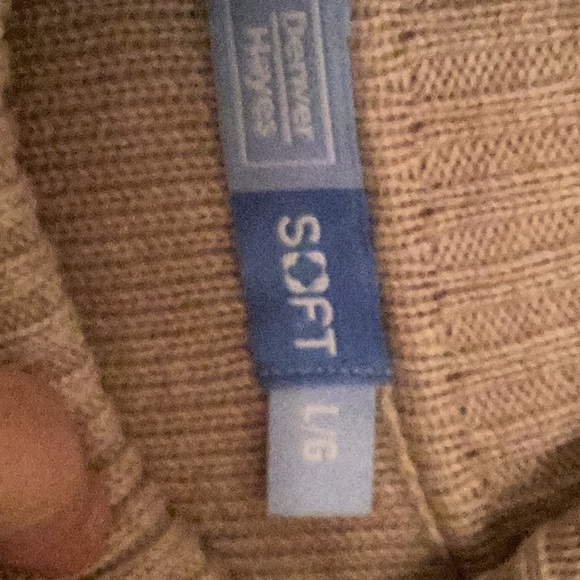 Denver
Hayes
SOFT
L/G